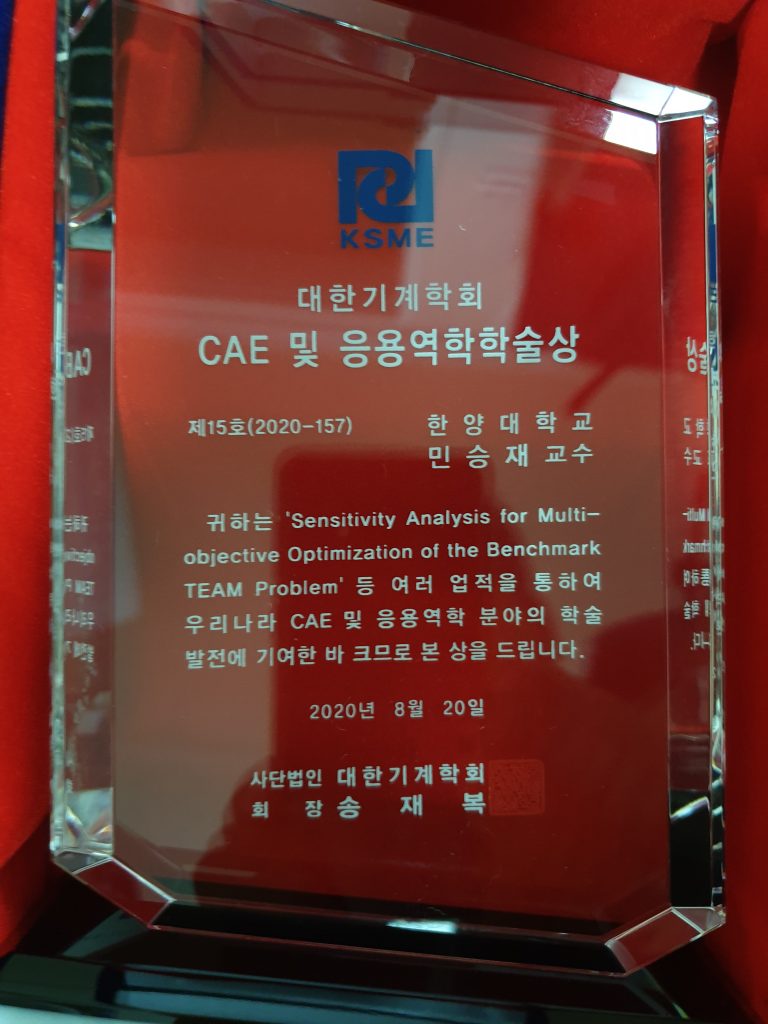 KSME
대한기계학회
CAE 및 응용역학학술상
제15호(2020-157) 한양대학교
민승재 교수
귀하는 'Sensitivity Analysis for Multi-
objective Optimization of the Benchmark
TEAM Problem' 등 여러 업적을 통하여
우리나라 CAE 및 응용역학 분야의 학술
발전에 기여한 바 크므로 본 상을 드립니다.
2020년 8월 20일
사단법인 대한기계학회
회 장 송 재 복